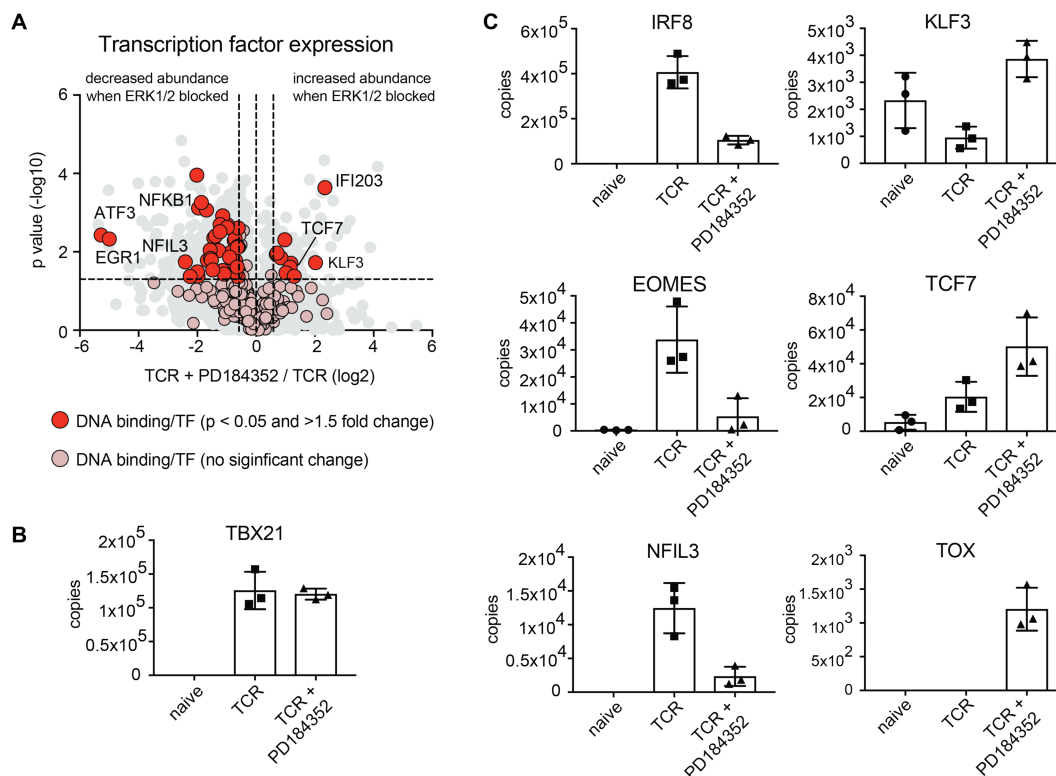 A
Transcription factor expression
decreased abundance
when ERK1/2 blocked
increased abundance
when ERK1/2 blocked
6
4
2
0
p value (-log10)
NFKB1
ATF3
EGR1
NFIL3
IFI203
TCF7
KLF3
-6
-4
-2
0
2
4
6
TCR + PD184352 / TCR (log2)
DNA binding/TF (p < 0.05 and >1.5 fold change)
DNA binding/TF (no siginficant change)
B
TBX21
copies
2x10^5
1.5x10^5
1x10^5
0.5x10^5
0
naive
TCR
TCR +
PD184352
C
IRF8
copies
6x10^5
4x10^5
2x10^5
0
naive
TCR
TCR +
PD184352
KLF3
copies
5x10^3
4x10^3
3x10^3
2x10^3
1x10^3
0
naive
TCR
TCR +
PD184352
EOMES
copies
5x10^4
4x10^4
3x10^4
2x10^4
1x10^4
0
naive
TCR
TCR +
PD184352
TCF7
copies
8x10^4
6x10^4
4x10^4
2x10^4
0
naive
TCR
TCR +
PD184352
NFIL3
copies
2x10^4
1.5x10^4
1x10^4
0.5x10^4
0
naive
TCR
TCR +
PD184352
TOX
copies
2x10^3
1.5x10^3
1x10^3
5x10^2
0
naive
TCR
TCR +
PD184352